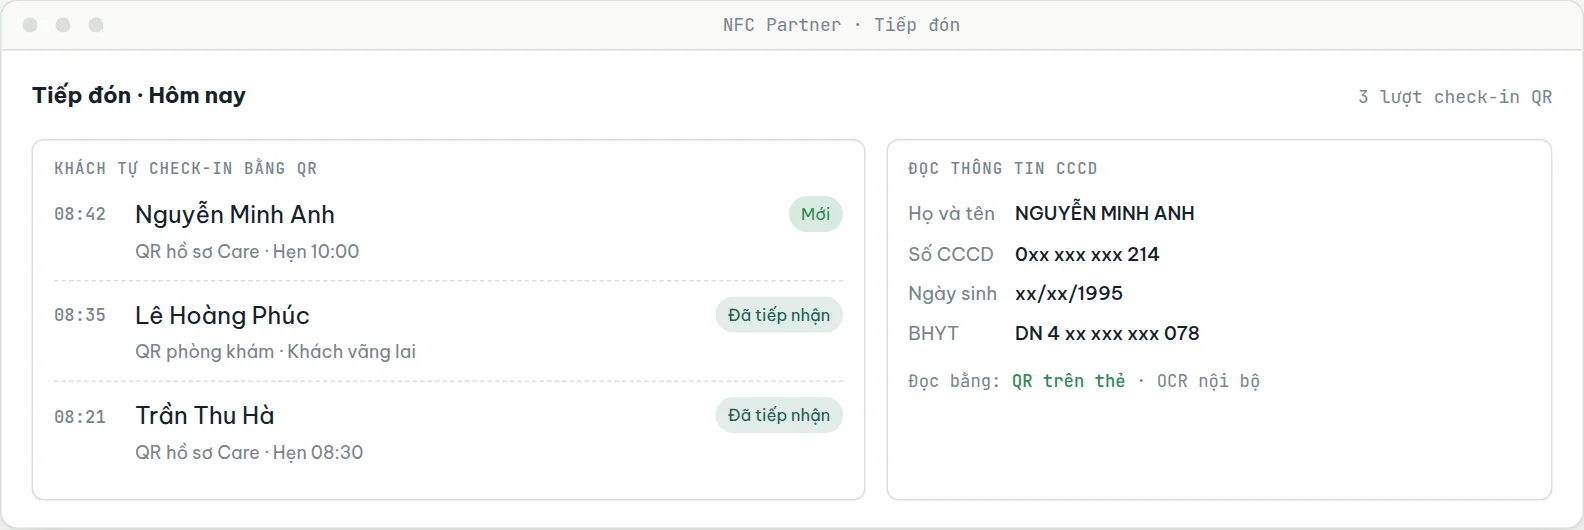 NFC Partner · Tiếp đón
Tiếp đón · Hôm nay
3 lượt check-in QR
KHÁCH TỰ CHECK-IN BẰNG QR
08:42 Nguyễn Minh Anh Mới
QR hồ sơ Care · Hẹn 10:00
08:35 Lê Hoàng Phúc Đã tiếp nhận
QR phòng khám · Khách vãng lai
08:21 Trần Thu Hà Đã tiếp nhận
QR hồ sơ Care · Hẹn 08:30
ĐỌC THÔNG TIN CCCD
Họ và tên NGUYỄN MINH ANH
Số CCCD 0xx xxx xxx 214
Ngày sinh xx/xx/1995
BHYT DN 4 xx xxx xxx 078
Đọc bằng: QR trên thẻ · OCR nội bộ